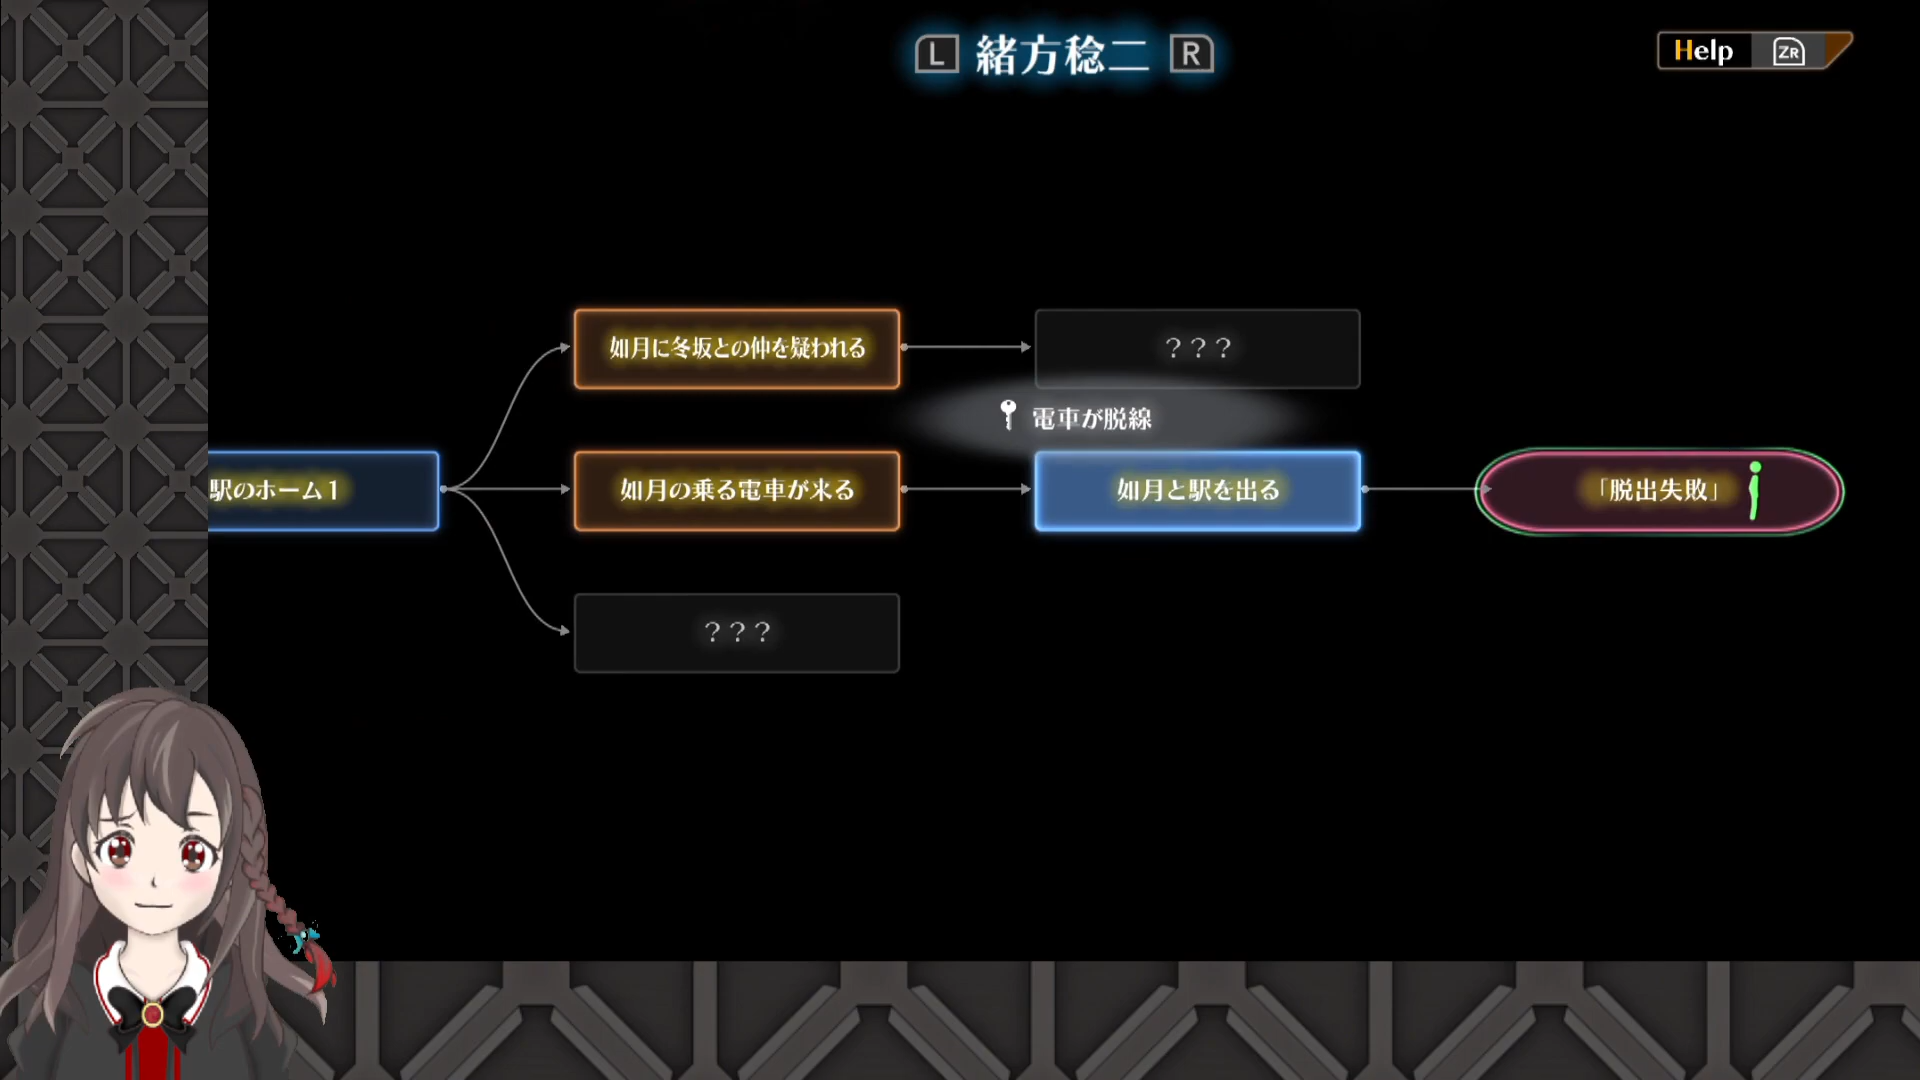 L 緒方稔二 R
Help ZR
如月に冬坂との仲を疑われる
？？？
電車が脱線
駅のホーム１
如月の乗る電車が来る
如月と駅を出る
「脱出失敗」
？？？